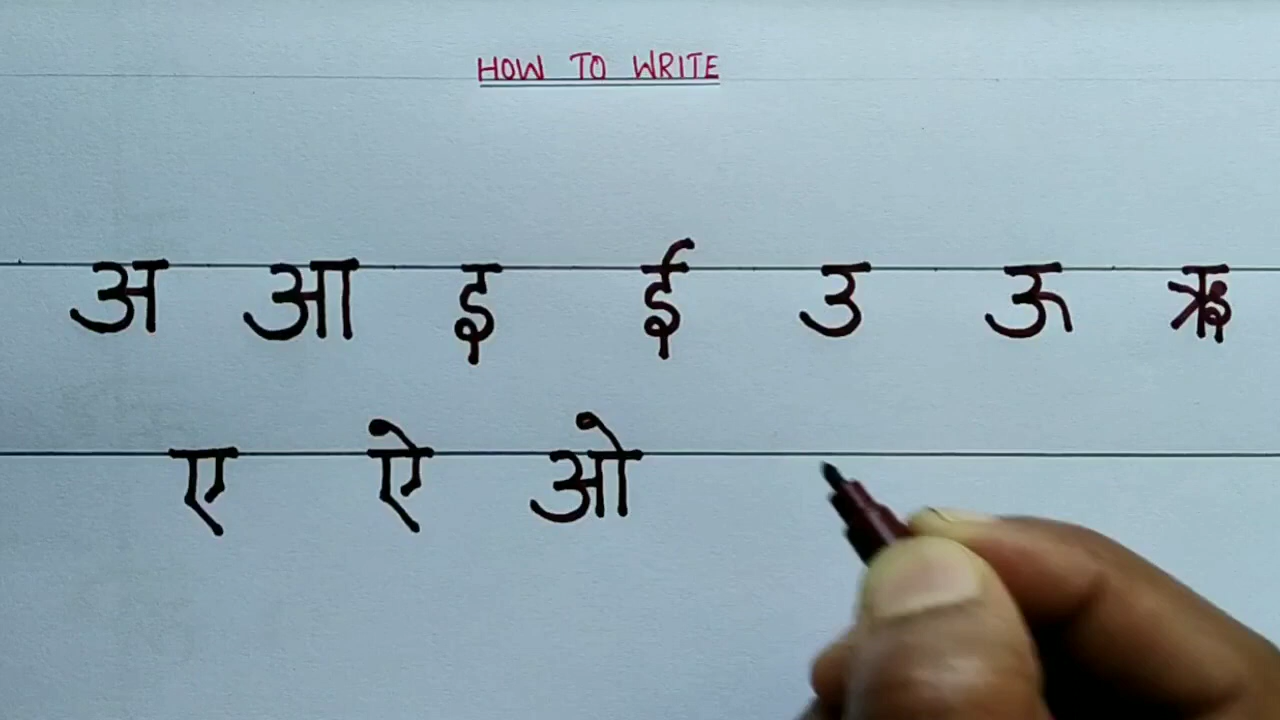 HOW TO WRITE
अ आ इ ई उ ऊ ऋ
ए ऐ ओ